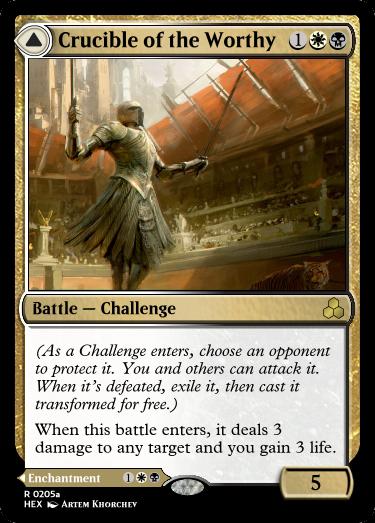 Crucible of the Worthy 1
Battle — Challenge
(As a Challenge enters, choose an opponent
to protect it. You and others can attack it.
When it's defeated, exile it, then cast it
transformed for free.)
When this battle enters, it deals 3
damage to any target and you gain 3 life.
Enchantment 1
5
R 0205a
HEX Artem Khorchev